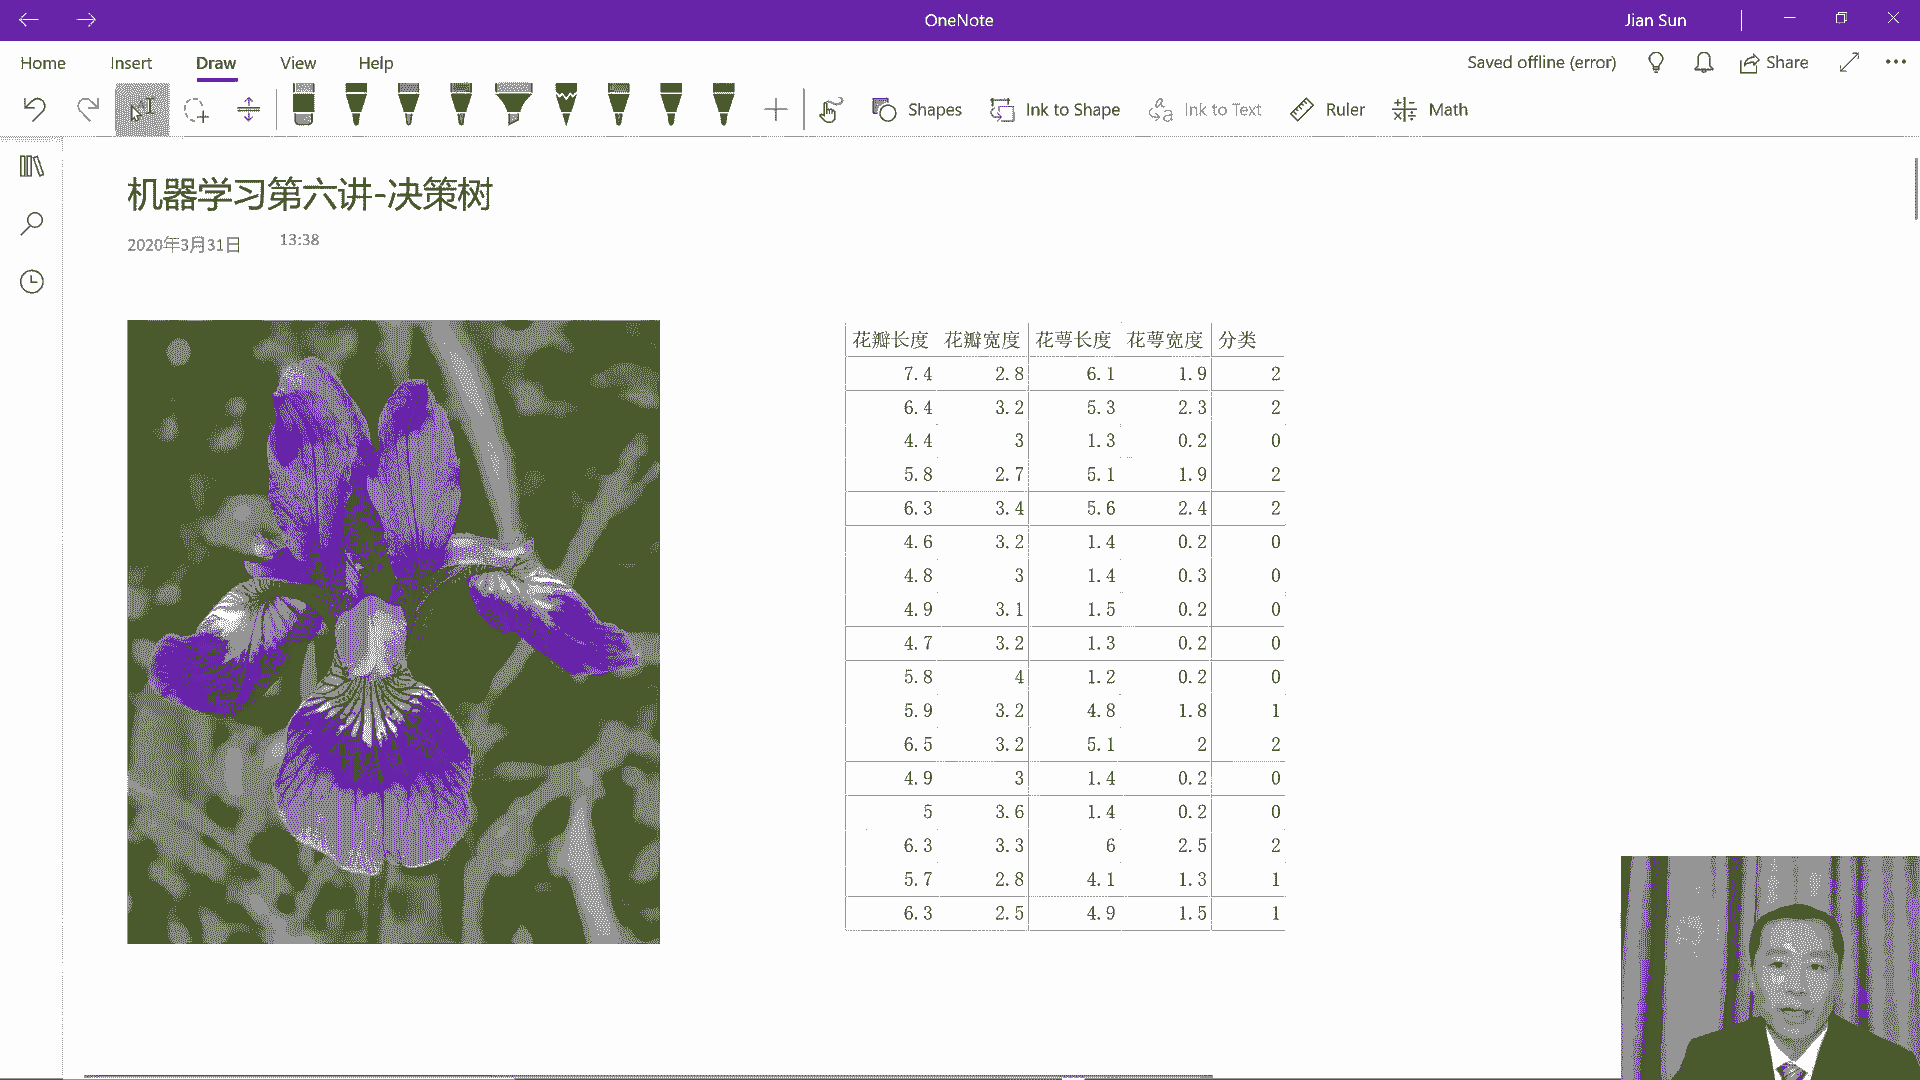 OneNote
Jian Sun
Home Insert Draw View Help
Saved offline (error)
Share
Shapes
Ink to Shape
Ink to Text
Ruler
Math
机器学习第六讲-决策树
2020年3月31日 13:38
花瓣长度 花瓣宽度 花萼长度 花萼宽度 分类
7.4 2.8 6.1 1.9 2
6.4 3.2 5.3 2.3 2
4.4 3 1.3 0.2 0
5.8 2.7 5.1 1.9 2
6.3 3.4 5.6 2.4 2
4.6 3.2 1.4 0.2 0
4.8 3 1.4 0.3 0
4.9 3.1 1.5 0.2 0
4.7 3.2 1.3 0.2 0
5.8 4 1.2 0.2 0
5.9 3.2 4.8 1.8 1
6.5 3.2 5.1 2 2
4.9 3 1.4 0.2 0
5 3.6 1.4 0.2 0
6.3 3.3 6 2.5 2
5.7 2.8 4.1 1.3 1
6.3 2.5 4.9 1.5 1